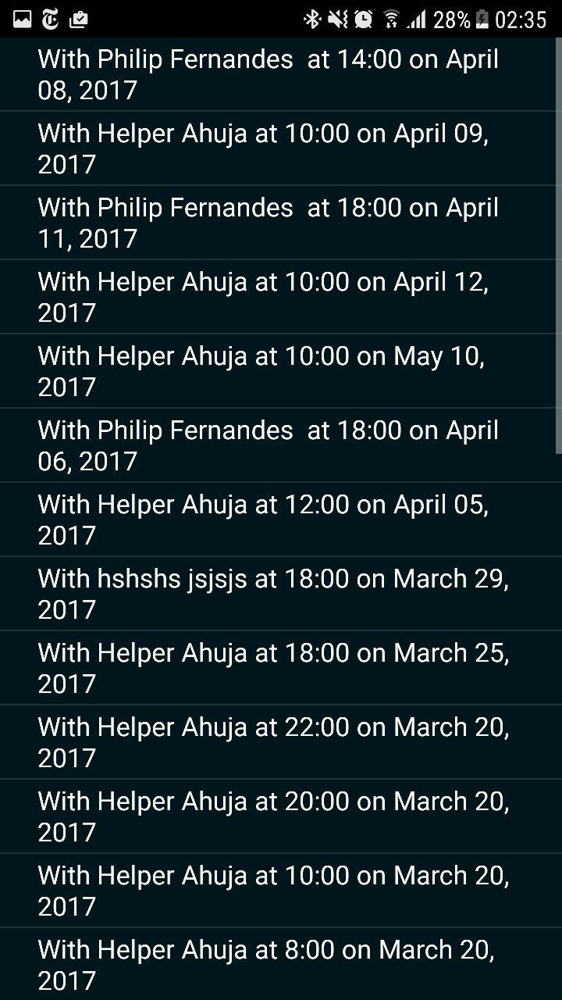 28% 02:35
With Philip Fernandes  at 14:00 on April
08, 2017
With Helper Ahuja at 10:00 on April 09,
2017
With Philip Fernandes  at 18:00 on April
11, 2017
With Helper Ahuja at 10:00 on April 12,
2017
With Helper Ahuja at 10:00 on May 10,
2017
With Philip Fernandes  at 18:00 on April
06, 2017
With Helper Ahuja at 12:00 on April 05,
2017
With hshshs jsjsjs at 18:00 on March 29,
2017
With Helper Ahuja at 18:00 on March 25,
2017
With Helper Ahuja at 22:00 on March 20,
2017
With Helper Ahuja at 20:00 on March 20,
2017
With Helper Ahuja at 10:00 on March 20,
2017
With Helper Ahuja at 8:00 on March 20,
2017